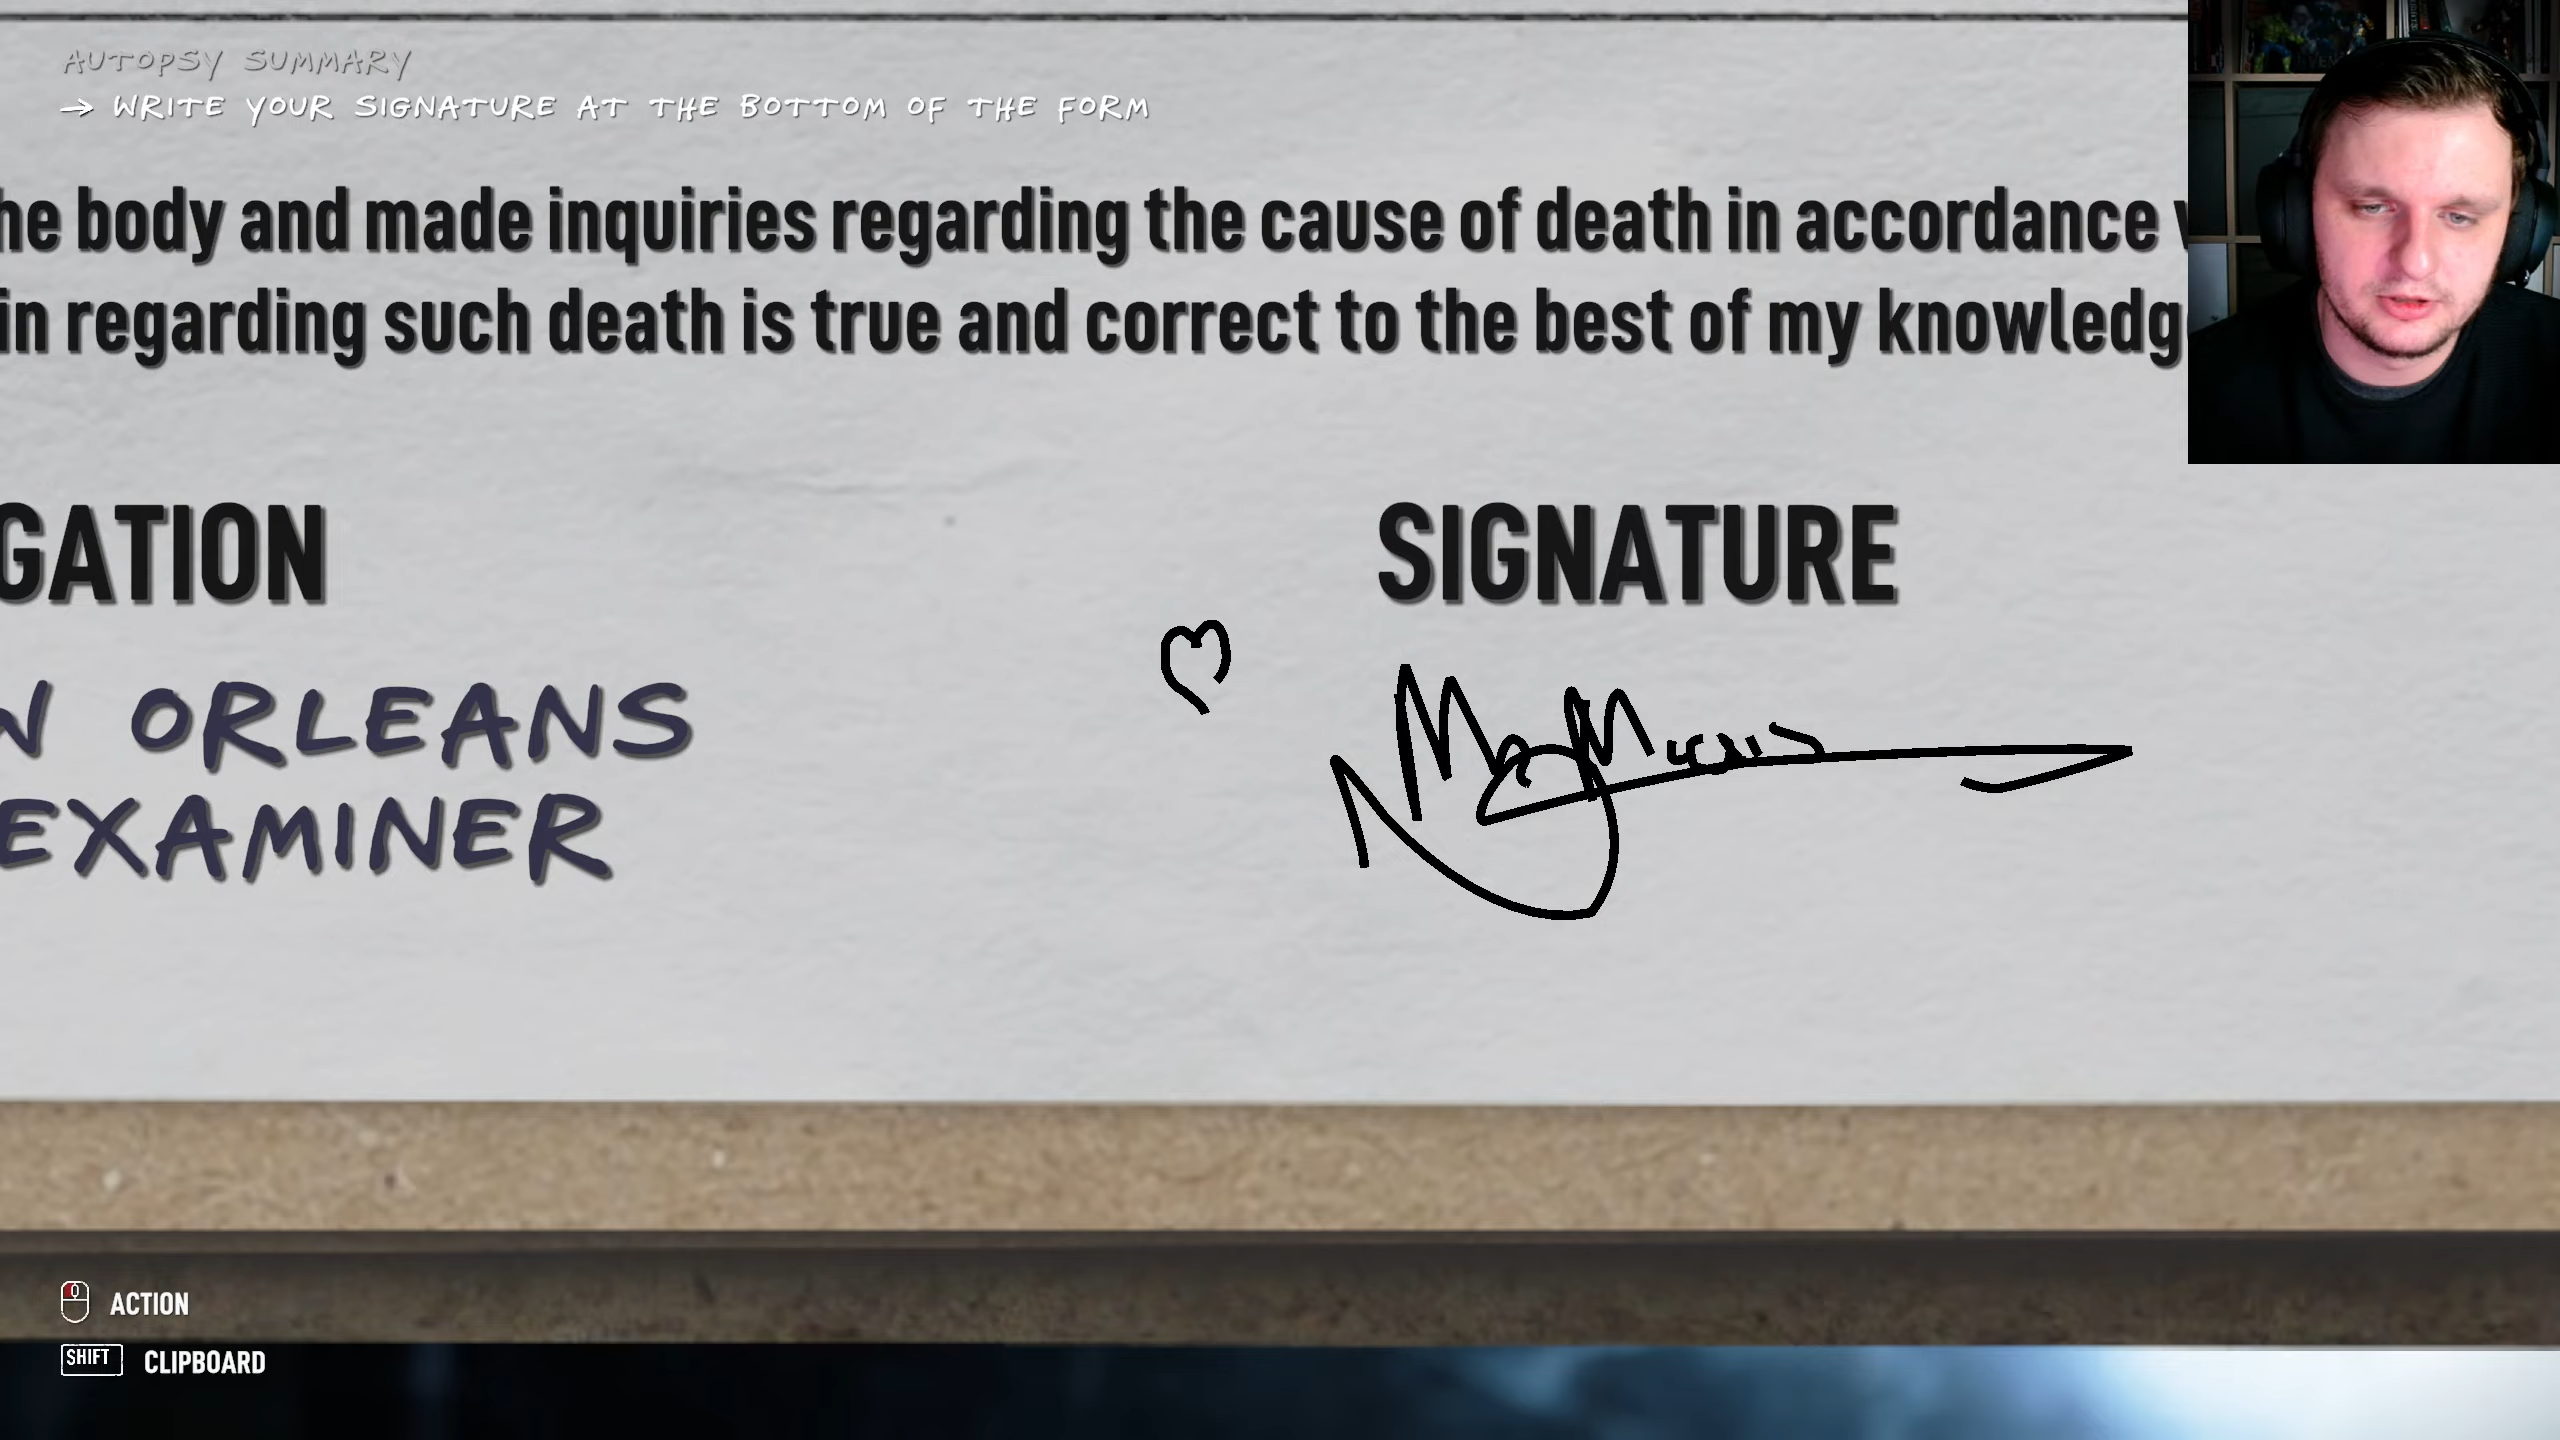 AUTOPSY SUMMARY
→ WRITE YOUR SIGNATURE AT THE BOTTOM OF THE FORM
he body and made inquiries regarding the cause of death in accordance
in regarding such death is true and correct to the best of my knowledg
GATION
SIGNATURE
W ORLEANS
EXAMINER
ACTION
SHIFT CLIPBOARD